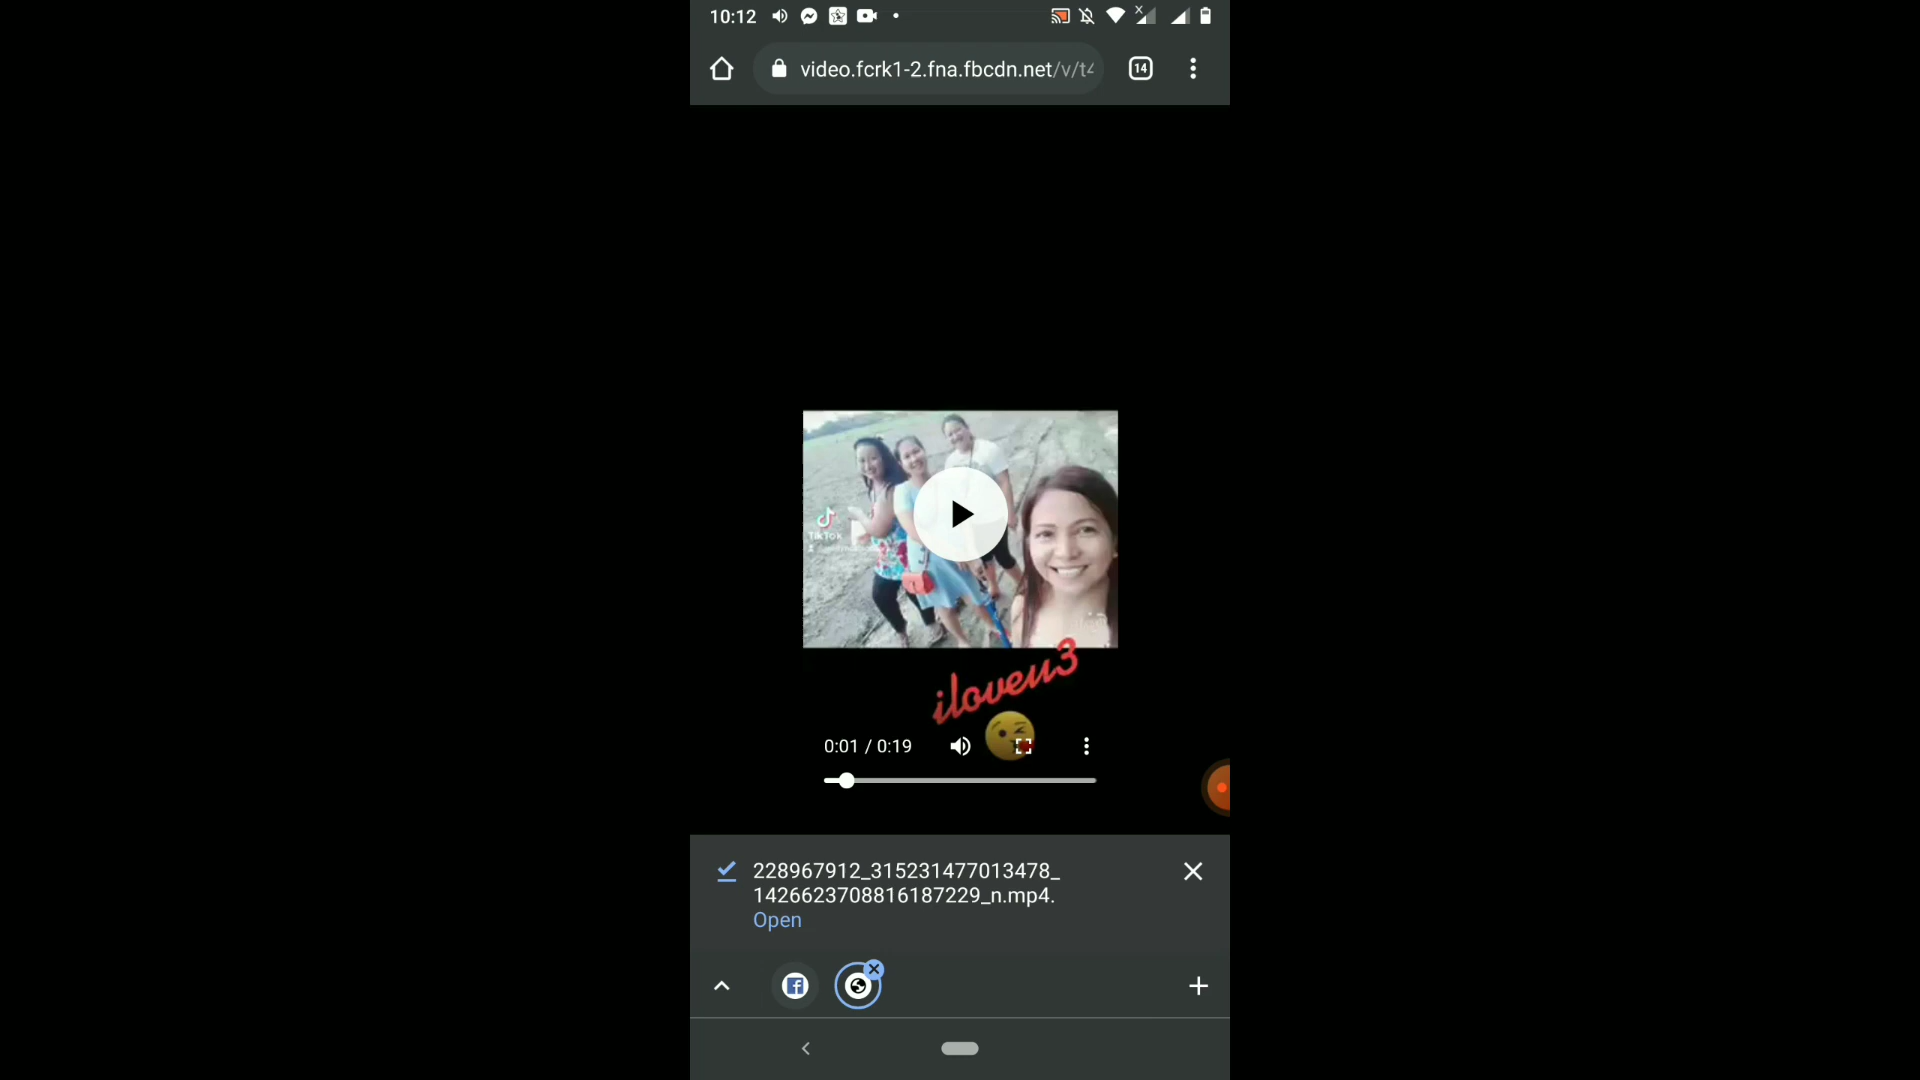 10:12
video.fcrk1-2.fna.fbcdn.net/v/t4
14
TikTok
iloveu3
0:01 / 0:19
228967912_315231477013478_
1426623708816187229_n.mp4.
Open